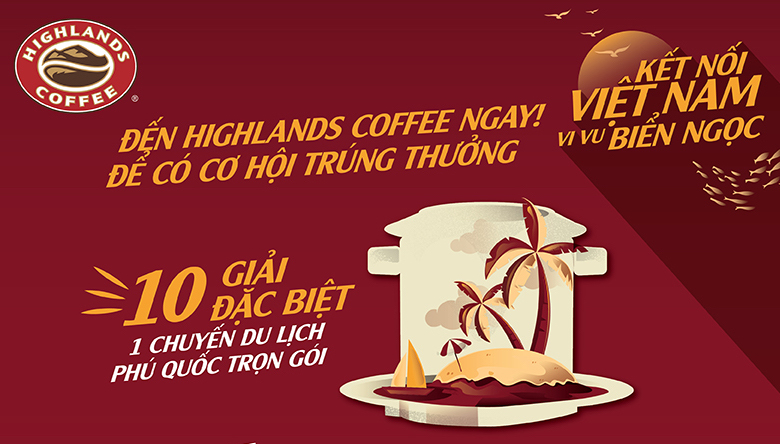 HIGHLANDS
COFFEE
®
ĐẾN HIGHLANDS COFFEE NGAY!
ĐỂ CÓ CƠ HỘI TRÚNG THƯỞNG
KẾT NỐI
VIỆT NAM
VI VU BIỂN NGỌC
10 GIẢI
ĐẶC BIỆT
1 CHUYẾN DU LỊCH
PHÚ QUỐC TRỌN GÓI